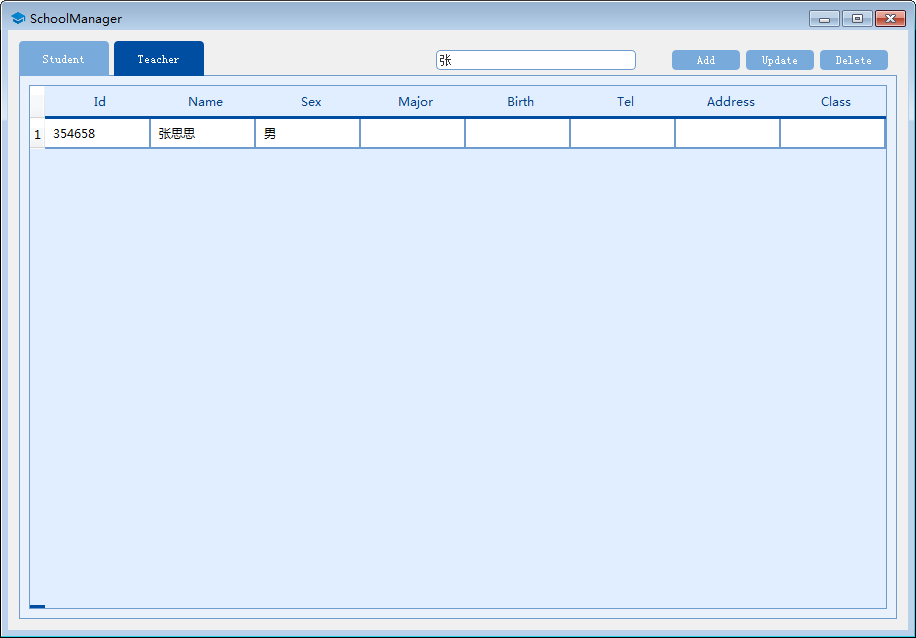 SchoolManager
Student Teacher 张 Add Update Delete
Id Name Sex Major Birth Tel Address Class
1 354658 张思思 男